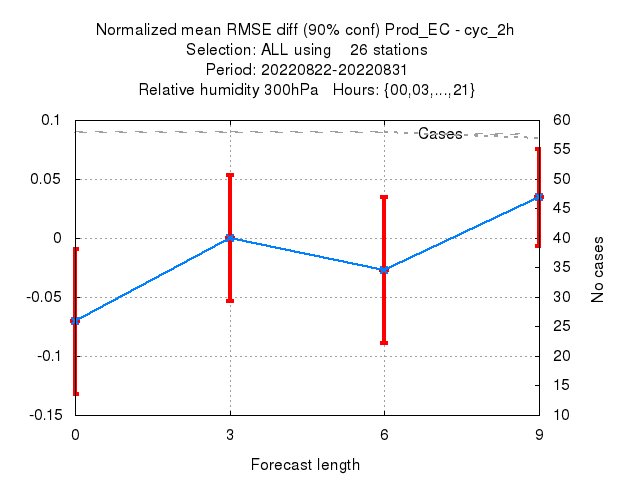 Normalized mean RMSE diff (90% conf) Prod_EC - cyc_2h
Selection: ALL using    26 stations
Period: 20220822-20220831
Relative humidity 300hPa   Hours: {00,03,...,21}
0.1
0.05
0
-0.05
-0.1
-0.15
Cases
60
55
50
45
40
35
30
25
20
15
10
No cases
0 3 6 9
Forecast length